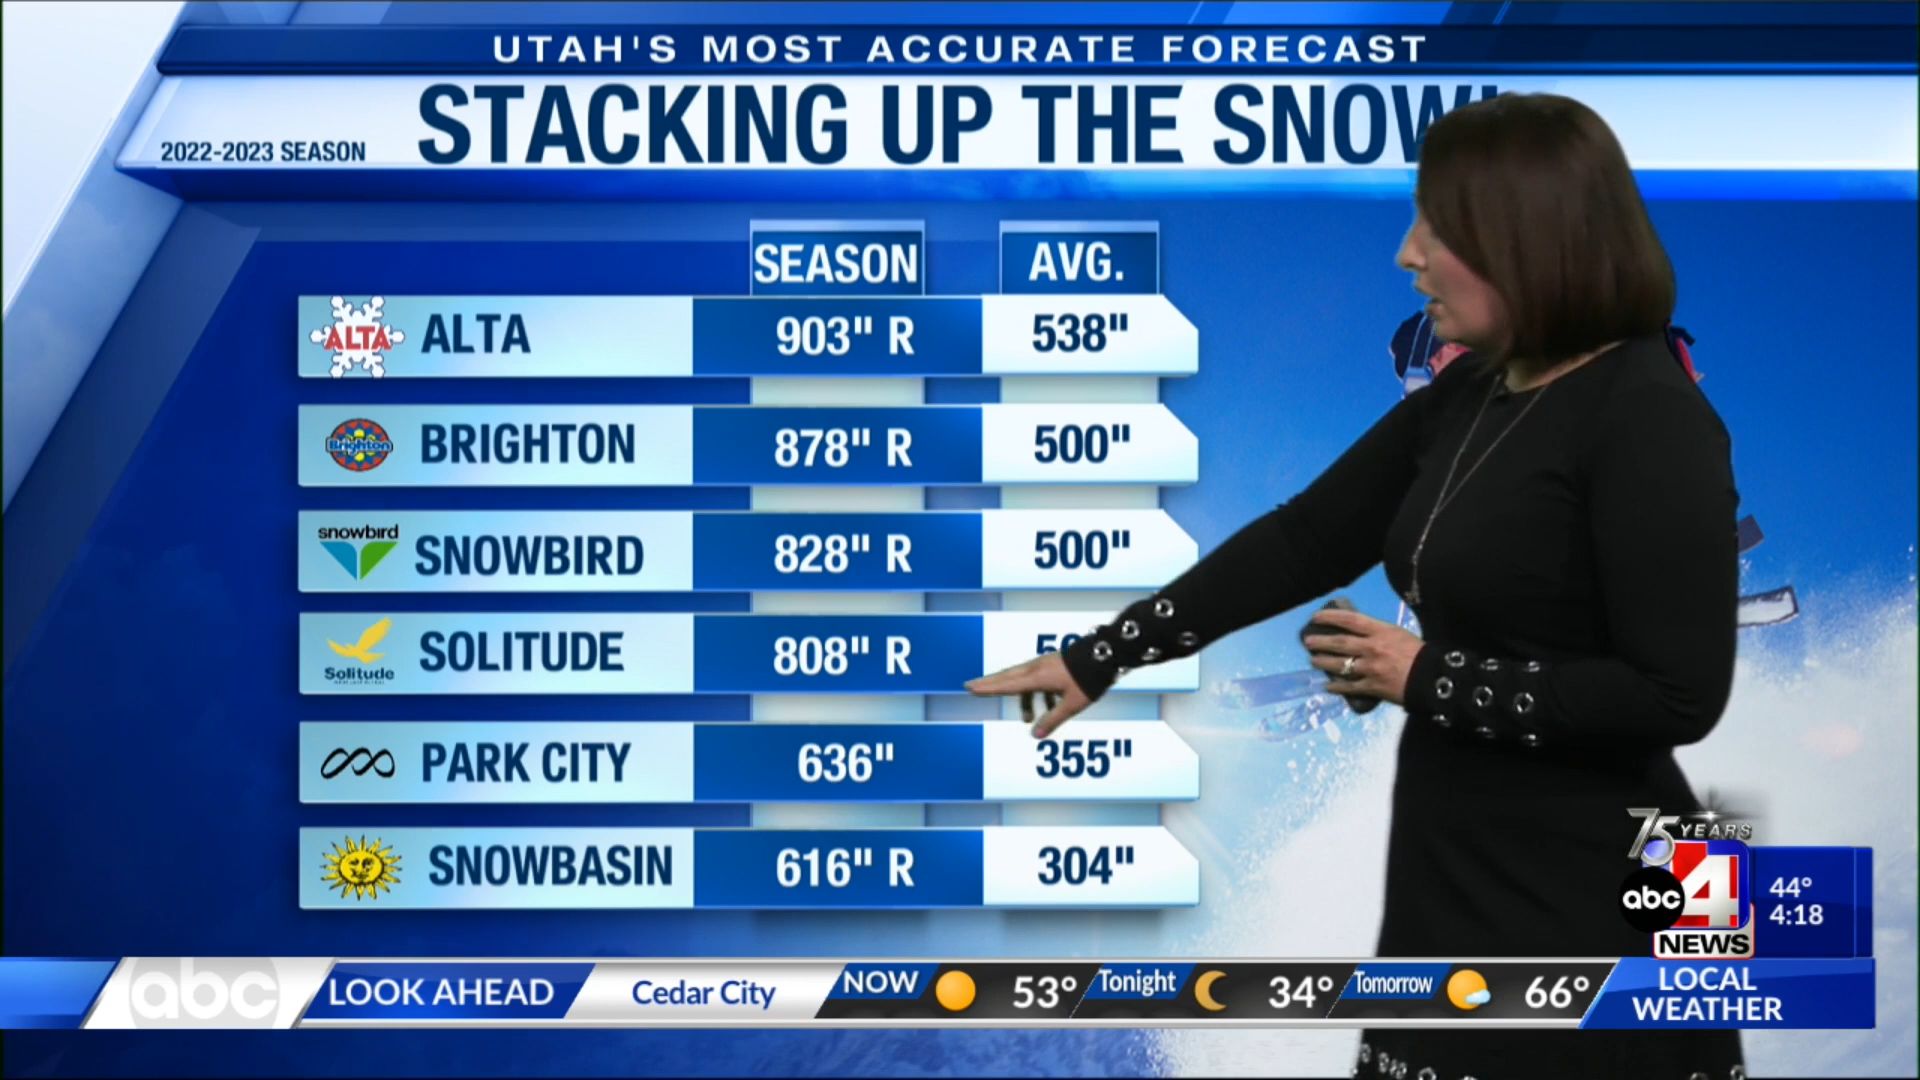 UTAH'S MOST ACCURATE FORECAST
2022-2023 SEASON
STACKING UP THE SNOW!
SEASON AVG.
ALTA ALTA 903" R 538"
Brighton BRIGHTON 878" R 500"
snowbird SNOWBIRD 828" R 500"
Solitude SOLITUDE 808" R
PARK CITY 636" 355"
SNOWBASIN 616" R 304"
75 YEARS
abc 4 NEWS
44°
4:18
abc LOOK AHEAD Cedar City NOW 53° Tonight 34° Tomorrow 66°
LOCAL
WEATHER